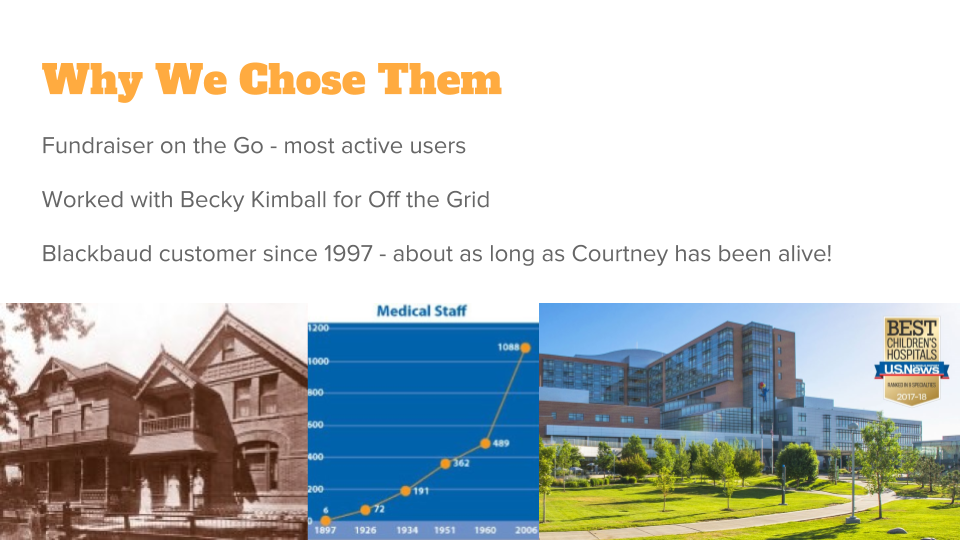 Why We Chose Them
Fundraiser on the Go - most active users
Worked with Becky Kimball for Off the Grid
Blackbaud customer since 1997 - about as long as Courtney has been alive!
Medical Staff
1200
1000
800
600
400
200
0
6
72
191
362
489
1088
1897 1926 1934 1951 1960 2006
BEST
CHILDREN'S
HOSPITALS
U.S.News
RANKED IN 9 SPECIALTIES
2017-18